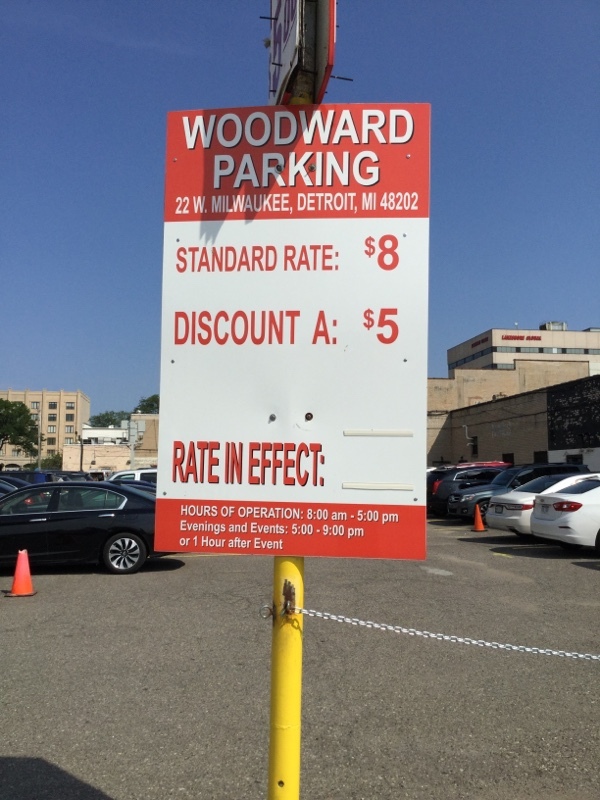 WOODWARD
PARKING
22 W. MILWAUKEE, DETROIT, MI 48202
STANDARD RATE: $8
DISCOUNT A: $5
RATE IN EFFECT:
HOURS OF OPERATION: 8:00 am - 5:00 pm
Evenings and Events: 5:00 - 9:00 pm
or 1 Hour after Event